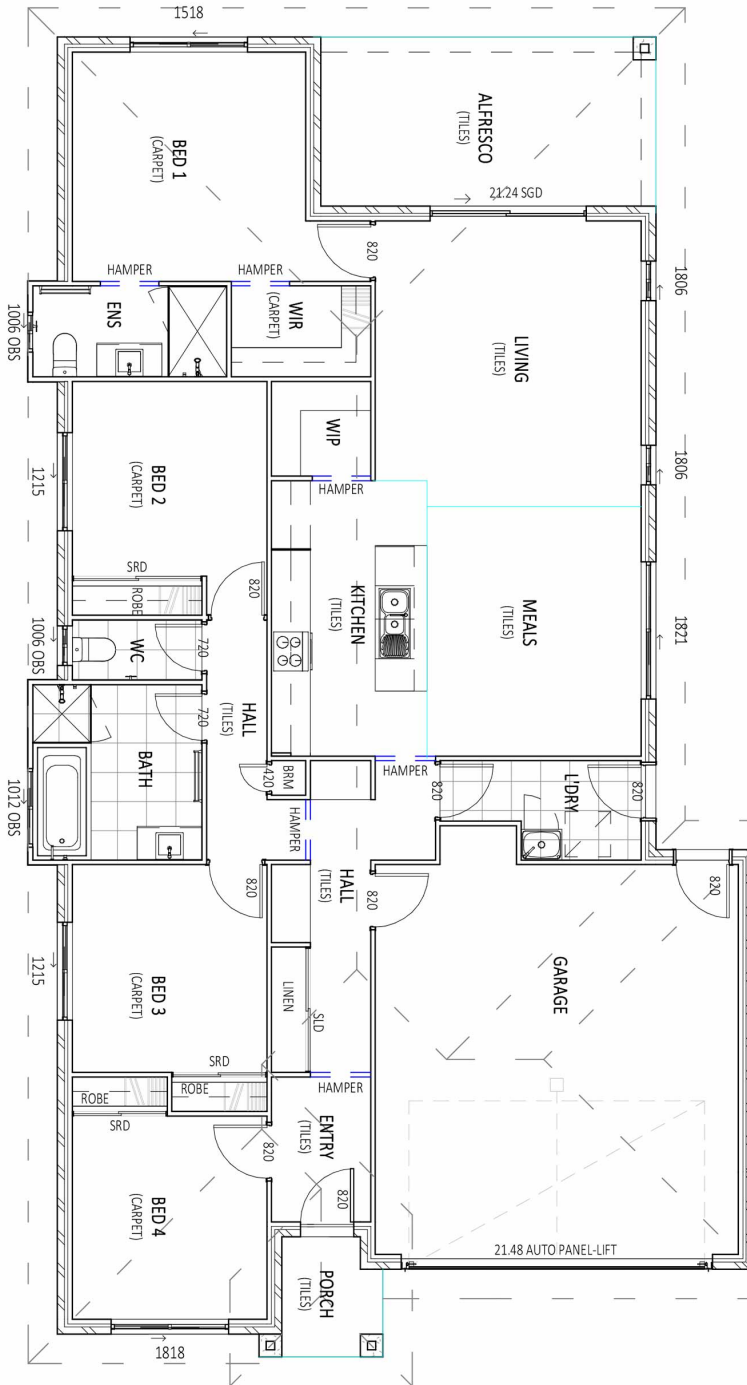 1518
ALFRESCO
(TILES)
BED 1
(CARPET)
21.24 SGD
820
1806
HAMPER
HAMPER
ENS
WIR
(CARPET)
1006 OBS
LIVING
(TILES)
WIP
1806
BED 2
(CARPET)
1215
HAMPER
SRD
ROBE
820
KITCHEN
(TILES)
MEALS
(TILES)
1821
WC
720
1006 OBS
HALL
(TILES)
720
BATH
1012 OBS
420
BRM
HAMPER
820
L'DRY
820
HAMPER
HALL
(TILES)
820
820
820
BED 3
(CARPET)
1215
LINEN
SLD
GARAGE
SRD
ROBE
ROBE
SRD
HAMPER
ENTRY
(TILES)
820
820
BED 4
(CARPET)
21.48 AUTO PANEL-LIFT
PORCH
(TILES)
1818